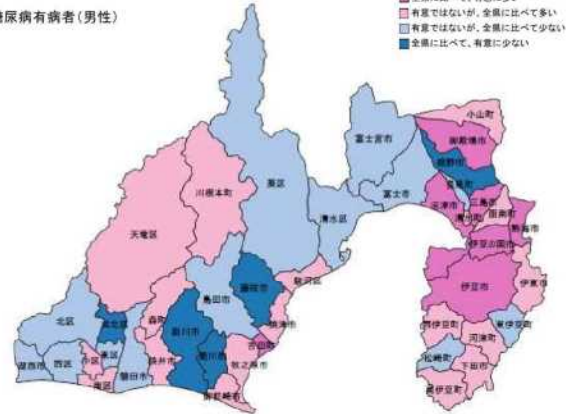 尿病有病者(男性)
有意ではないが、全県に比べて多い
有意ではないが、全県に比べて少ない
全県に比べて、有意に少ない
小山町
御殿場市
富士宮市
裾野市
葵区
長泉町
川根本町
富士市
沼津市
三島市
清水区
清水町
函南町
熱海市
天竜区
伊豆の国市
駿河区
伊豆市
伊東市
藤枝市
島田市
北区
森町
焼津市
西伊豆町
東伊豆町
浜北区
掛川市
河津町
吉田町
湖西市
西区
中区
東区
袋井市
菊川市
牧之原市
松崎町
下田市
南区
磐田市
御前崎市
南伊豆町